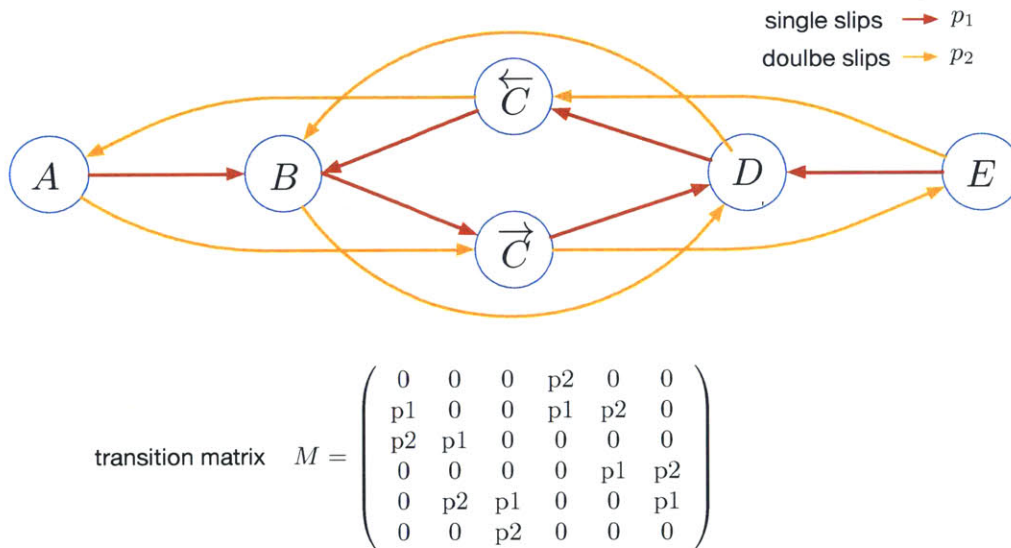 single slips → p₁
doulbe slips → p₂
←C
A B D E
→C
transition matrix M =
0 0 0 p2 0 0
p1 0 0 p1 p2 0
p2 p1 0 0 0 0
0 0 0 0 p1 p2
0 p2 p1 0 0 p1
0 0 p2 0 0 0